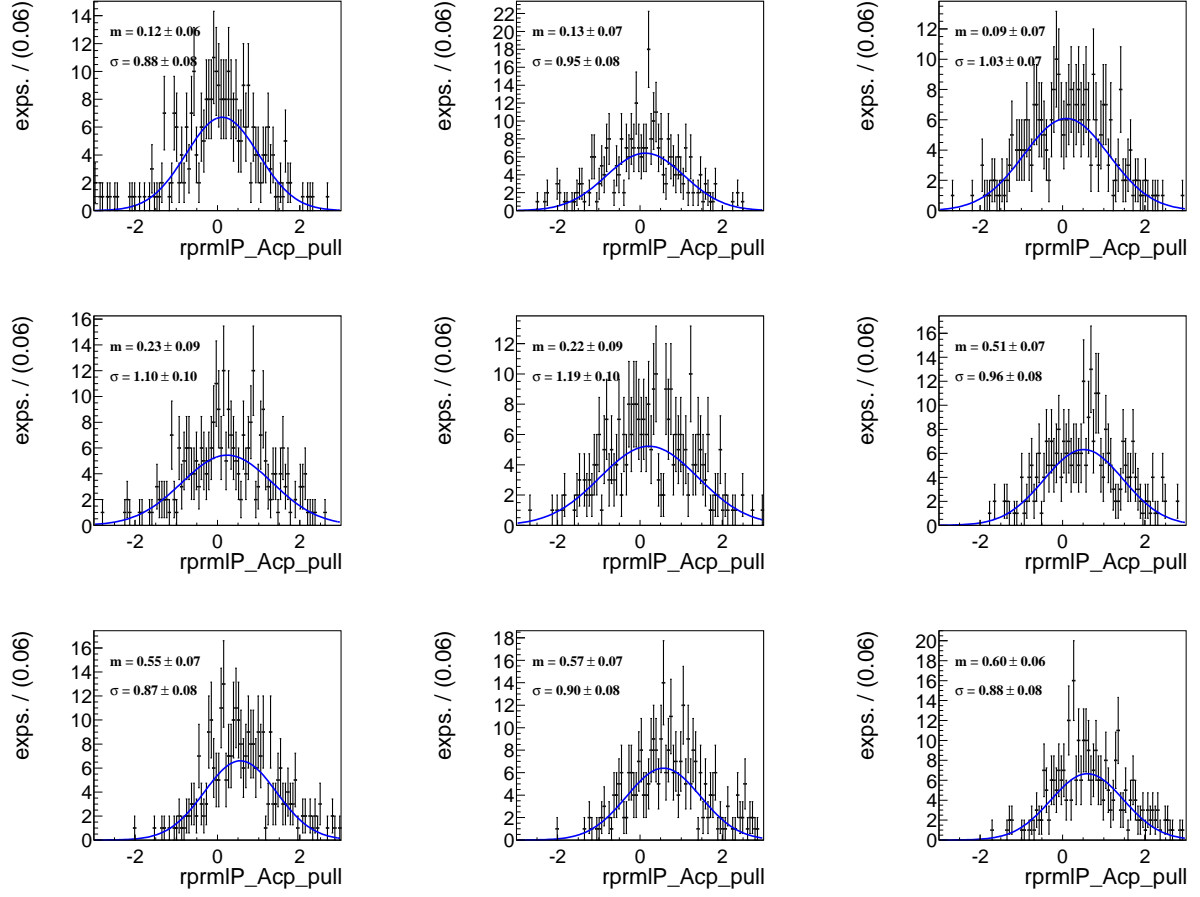 exps. / (0.06)
14
12
10
8
6
4
2
0
m = 0.12 ± 0.06
σ = 0.88 ± 0.08
-2 0 2
rprmIP_Acp_pull
exps. / (0.06)
22
20
18
16
14
12
10
8
6
4
2
0
m = 0.13 ± 0.07
σ = 0.95 ± 0.08
-2 0 2
rprmIP_Acp_pull
exps. / (0.06)
12
10
8
6
4
2
0
m = 0.09 ± 0.07
σ = 1.03 ± 0.07
-2 0 2
rprmIP_Acp_pull
exps. / (0.06)
16
14
12
10
8
6
4
2
0
m = 0.23 ± 0.09
σ = 1.10 ± 0.10
-2 0 2
rprmIP_Acp_pull
exps. / (0.06)
12
10
8
6
4
2
0
m = 0.22 ± 0.09
σ = 1.19 ± 0.10
-2 0 2
rprmIP_Acp_pull
exps. / (0.06)
16
14
12
10
8
6
4
2
0
m = 0.51 ± 0.07
σ = 0.96 ± 0.08
-2 0 2
rprmIP_Acp_pull
exps. / (0.06)
16
14
12
10
8
6
4
2
0
m = 0.55 ± 0.07
σ = 0.87 ± 0.08
-2 0 2
rprmIP_Acp_pull
exps. / (0.06)
18
16
14
12
10
8
6
4
2
0
m = 0.57 ± 0.07
σ = 0.90 ± 0.08
-2 0 2
rprmIP_Acp_pull
exps. / (0.06)
20
18
16
14
12
10
8
6
4
2
0
m = 0.60 ± 0.06
σ = 0.88 ± 0.08
-2 0 2
rprmIP_Acp_pull